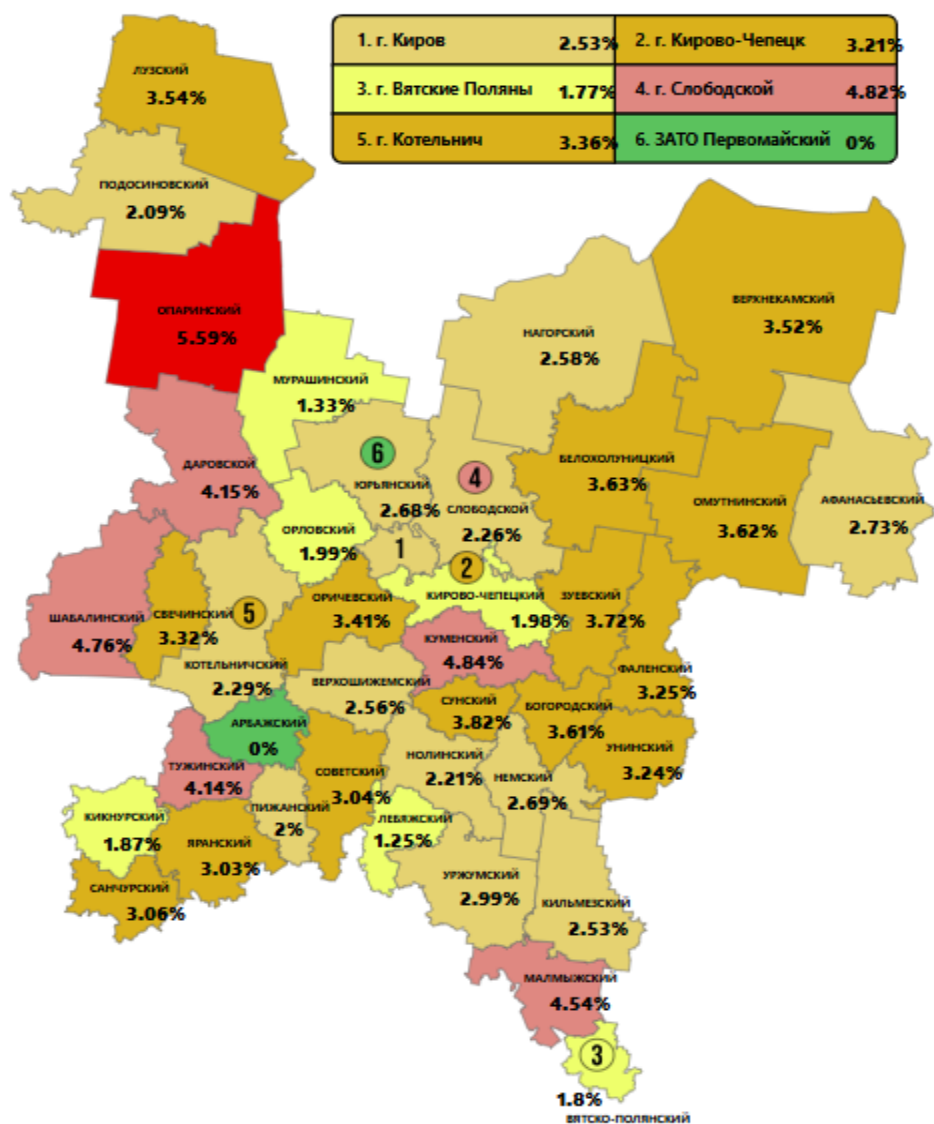 1. г. Киров 2.53% 2. г. Кирово-Чепецк 3.21%
3. г. Вятские Поляны 1.77% 4. г. Слободской 4.82%
5. г. Котельнич 3.36% 6. ЗАТО Первомайский 0%
ЛУЗСКИЙ
3.54%
ПОДОСИНОВСКИЙ
2.09%
ОПАРИНСКИЙ
5.59%
ВЕРХНЕКАМСКИЙ
3.52%
НАГОРСКИЙ
2.58%
МУРАШИНСКИЙ
1.33%
6
ЮРЬЯНСКИЙ
2.68%
4
СЛОБОДСКОЙ
2.26%
БЕЛОХОЛУНИЦКИЙ
3.63%
ОМУТНИНСКИЙ
3.62%
АФАНАСЬЕВСКИЙ
2.73%
ДАРОВСКОЙ
4.15%
ОРЛОВСКИЙ
1.99%
1
2
КИРОВО-ЧЕПЕЦКИЙ
1.98%
ЗУЕВСКИЙ
3.72%
ШАБАЛИНСКИЙ
4.76%
СВЕЧИНСКИЙ
3.32%
5
КОТЕЛЬНИЧСКИЙ
2.29%
ОРИЧЕВСКИЙ
3.41%
КУМЕНСКИЙ
4.84%
ФАЛЕНСКИЙ
3.25%
ВЕРХОШИЖЕМСКИЙ
2.56%
СУНСКИЙ
3.82%
БОГОРОДСКИЙ
3.61%
УНИНСКИЙ
3.24%
АРБАЖСКИЙ
0%
ТУЖИНСКИЙ
4.14%
СОВЕТСКИЙ
3.04%
НОЛИНСКИЙ
2.21%
НЕМСКИЙ
2.69%
КИКНУРСКИЙ
1.87%
ЯРАНСКИЙ
3.03%
ПИЖАНСКИЙ
2%
ЛЕБЯЖСКИЙ
1.25%
САНЧУРСКИЙ
3.06%
УРЖУМСКИЙ
2.99%
КИЛЬМЕЗСКИЙ
2.53%
МАЛМЫЖСКИЙ
4.54%
3
1.8%
ВЯТСКО-ПОЛЯНСКИЙ